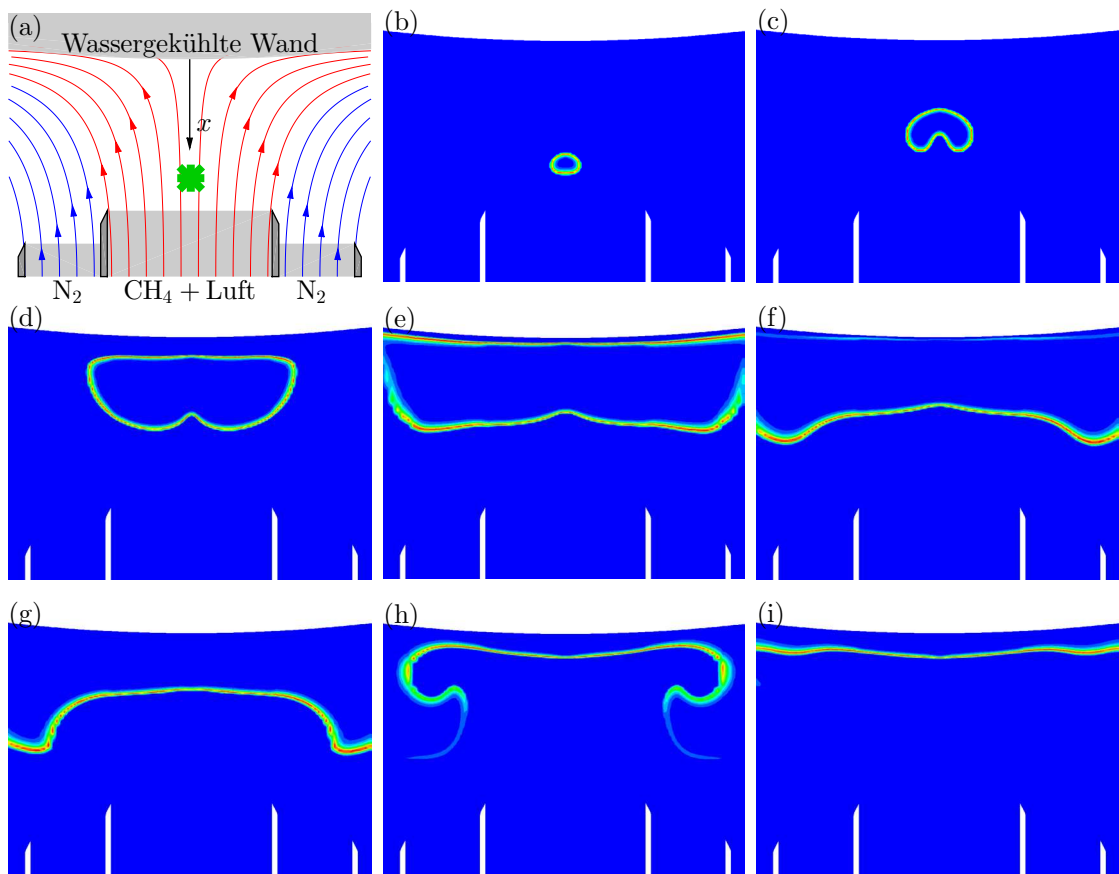 (a)
Wassergekühlte Wand
x
N₂ CH₄ + Luft N₂
(b)
(c)
(d)
(e)
(f)
(g)
(h)
(i)